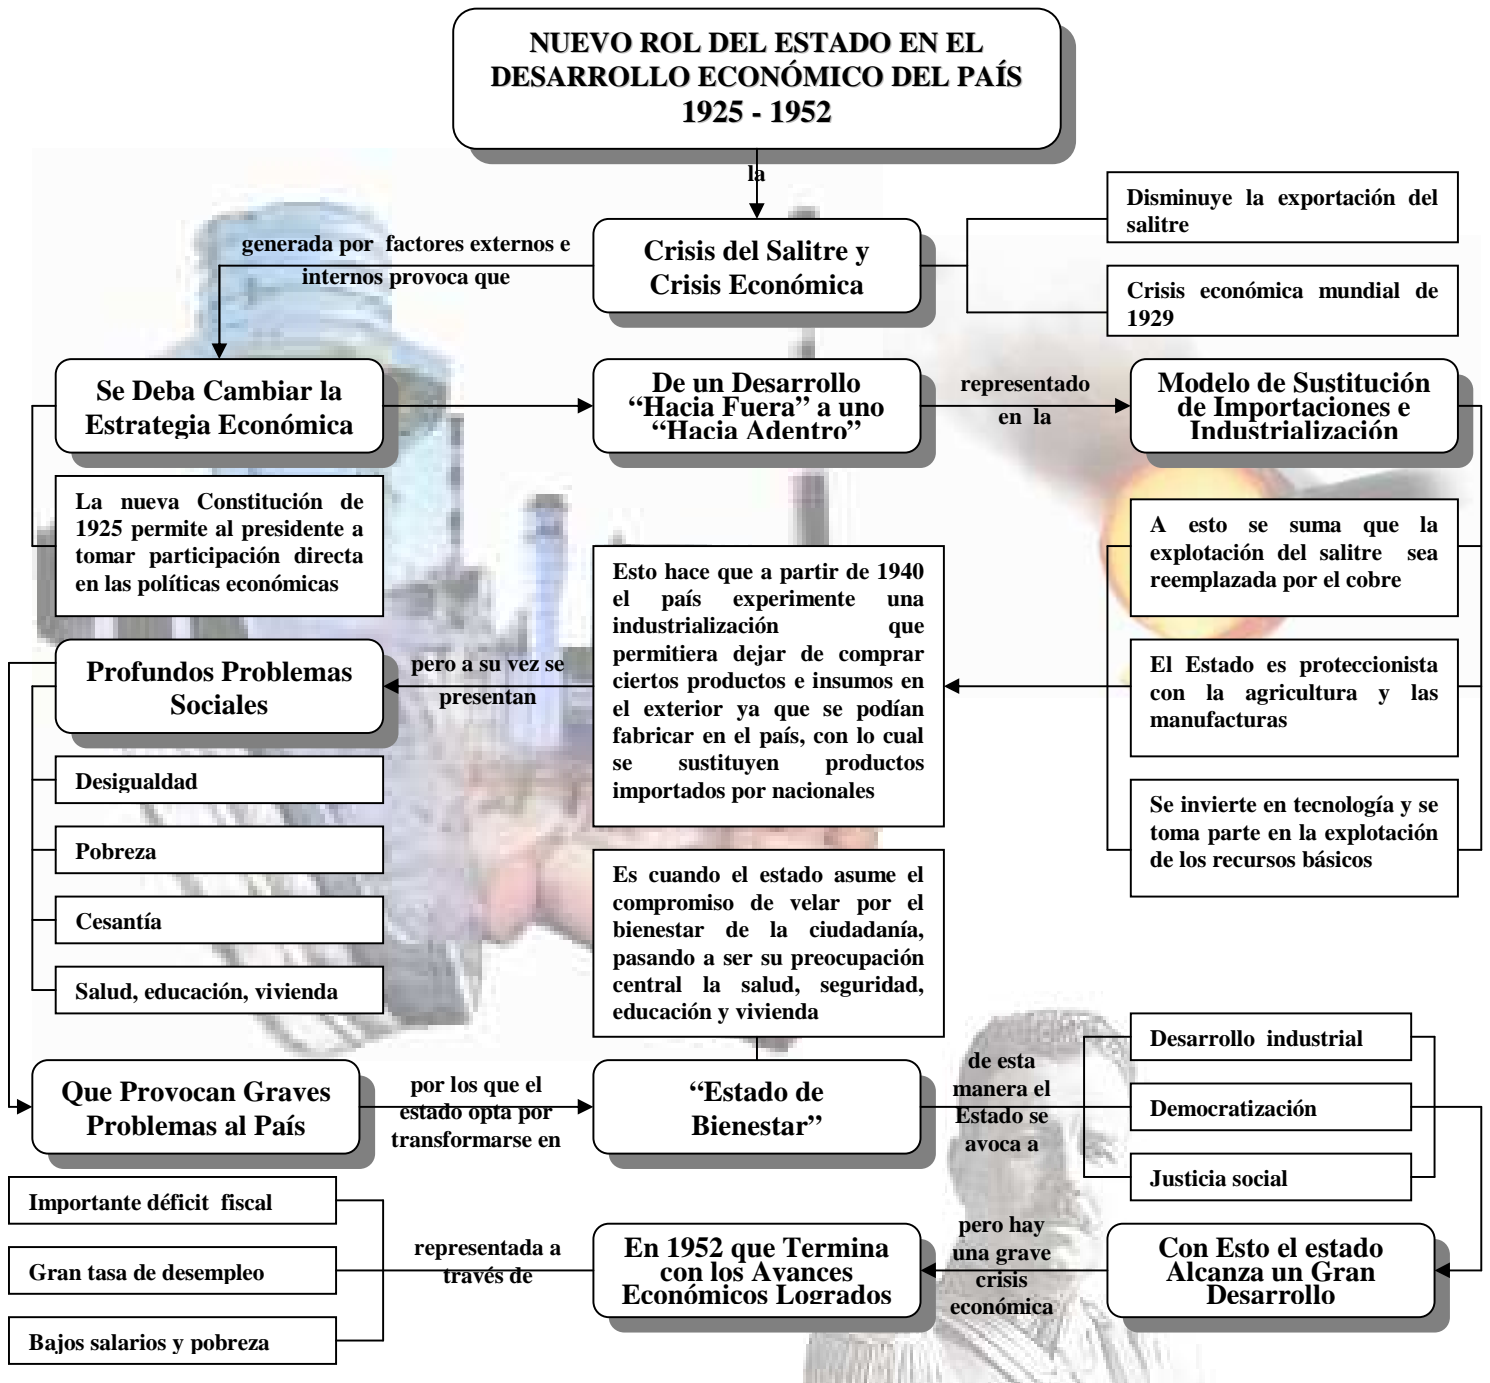 NUEVO ROL DEL ESTADO EN EL
DESARROLLO ECONÓMICO DEL PAÍS
1925 - 1952
la
Crisis del Salitre y
Crisis Económica
Disminuye la exportación del
salitre
Crisis económica mundial de
1929
generada por factores externos e
internos provoca que
Se Deba Cambiar la
Estrategia Económica
La nueva Constitución de
1925 permite al presidente a
tomar participación directa
en las políticas económicas
De un Desarrollo
“Hacia Fuera” a uno
“Hacia Adentro”
representado
en la
Modelo de Sustitución
de Importaciones e
Industrialización
A esto se suma que la
explotación del salitre sea
reemplazada por el cobre
El Estado es proteccionista
con la agricultura y las
manufacturas
Se invierte en tecnología y se
toma parte en la explotación
de los recursos básicos
Esto hace que a partir de 1940
el país experimente una
industrialización que
permitiera dejar de comprar
ciertos productos e insumos en
el exterior ya que se podían
fabricar en el país, con lo cual
se sustituyen productos
importados por nacionales
pero a su vez se
presentan
Profundos Problemas
Sociales
Desigualdad
Pobreza
Cesantía
Salud, educación, vivienda
Que Provocan Graves
Problemas al País
por los que el
estado opta por
transformarse en
Es cuando el estado asume el
compromiso de velar por el
bienestar de la ciudadanía,
pasando a ser su preocupación
central la salud, seguridad,
educación y vivienda
“Estado de
Bienestar”
de esta
manera el
Estado se
avoca a
Desarrollo industrial
Democratización
Justicia social
Con Esto el estado
Alcanza un Gran
Desarrollo
pero hay
una grave
crisis
económica
En 1952 que Termina
con los Avances
Económicos Logrados
representada a
través de
Importante déficit fiscal
Gran tasa de desempleo
Bajos salarios y pobreza